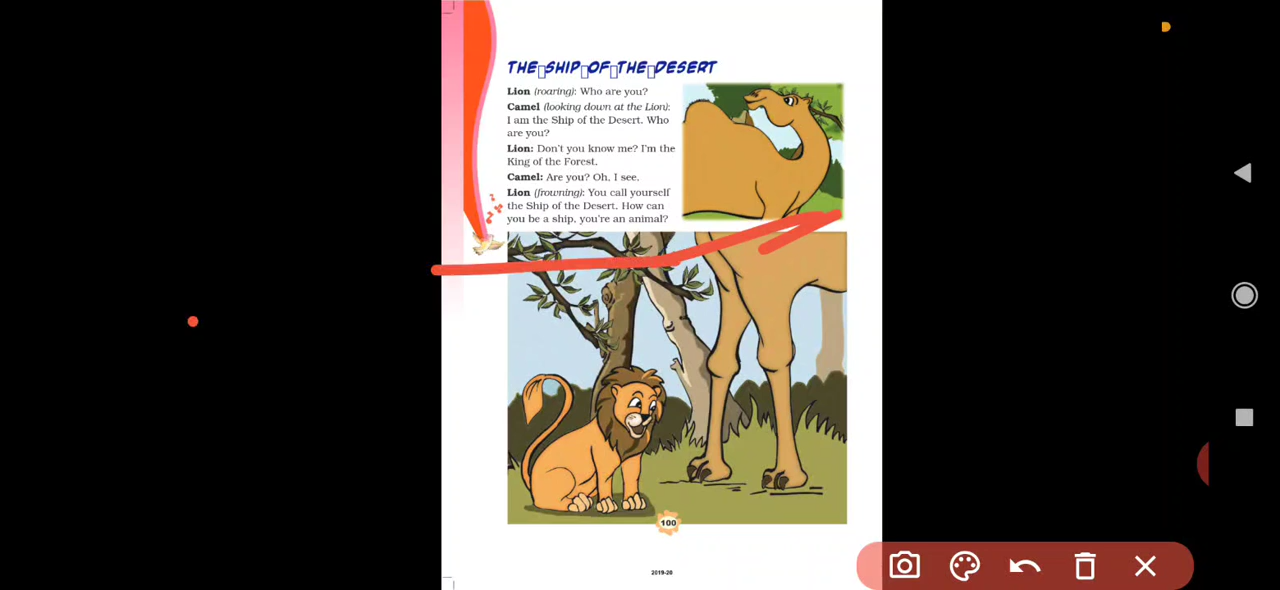 THE SHIP OF THE DESERT
Lion (roaring): Who are you?
Camel (looking down at the Lion):
I am the Ship of the Desert. Who
are you?
Lion: Don't you know me? I'm the
King of the Forest.
Camel: Are you? Oh, I see.
Lion (frowning): You call yourself
the Ship of the Desert. How can
you be a ship, you're an animal?
100
2019-20